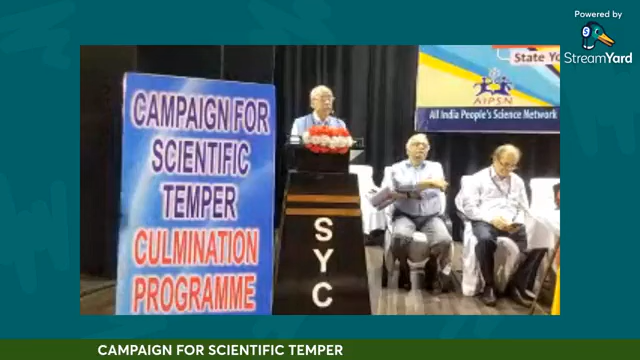 Powered by
StreamYard
State Yo
AIPSN
All India People's Science Network
CAMPAIGN FOR
SCIENTIFIC
TEMPER
CULMINATION
PROGRAMME
SYC
CAMPAIGN FOR SCIENTIFIC TEMPER